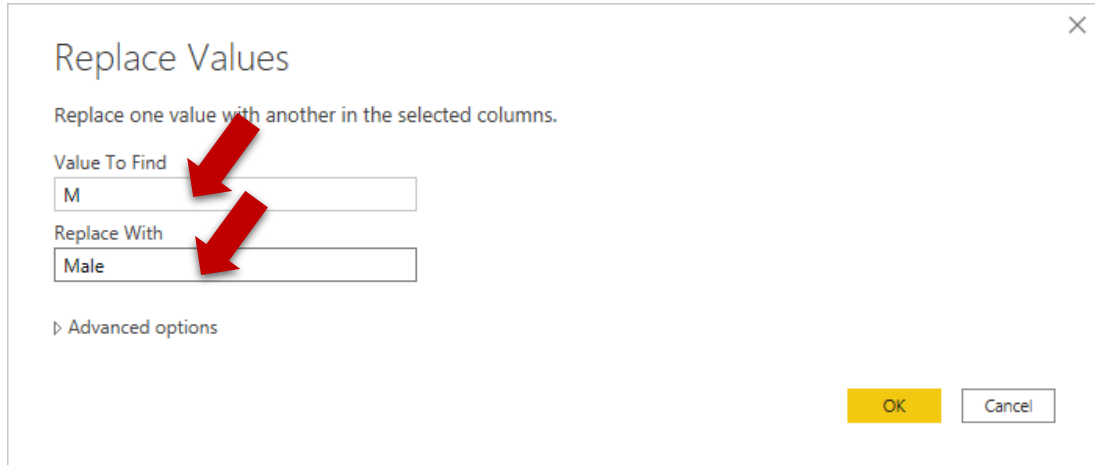 Replace Values
Replace one value with another in the selected columns.
Value To Find
M
Replace With
Male
Advanced options
OK
Cancel